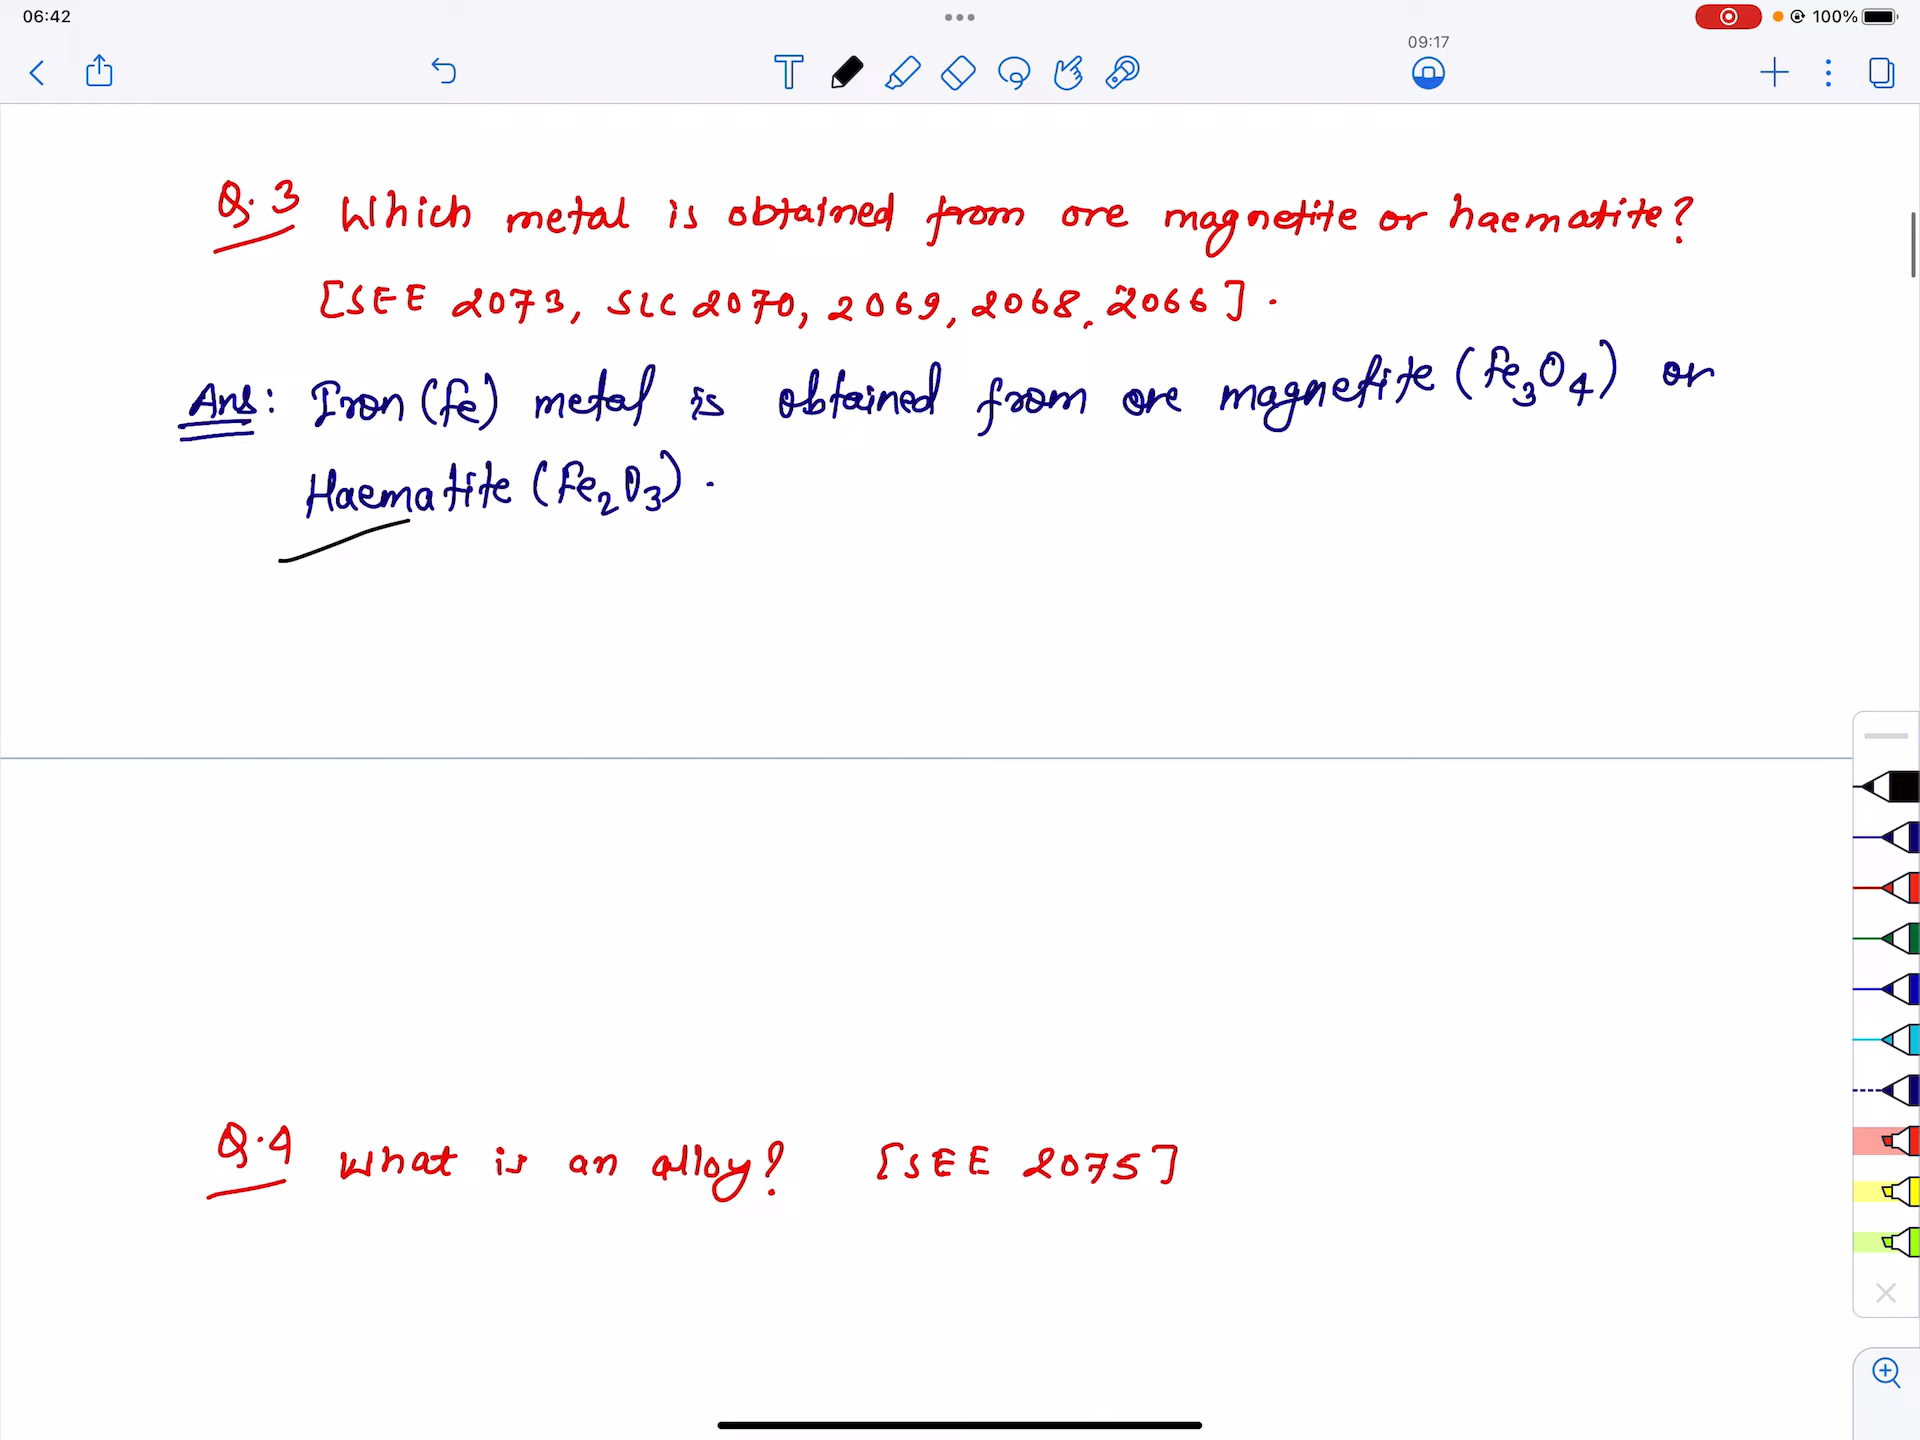 06:42
100%
09:17
Q.3 Which metal is obtained from ore magnetite or haematite?
[SEE 2073, SLC 2070, 2069, 2068, 2066].
Ans: Iron (Fe) metal is obtained from ore magnetite (Fe₃O₄) or
Haematite (Fe₂O₃).
Q.4 What is an alloy? [SEE 2075]